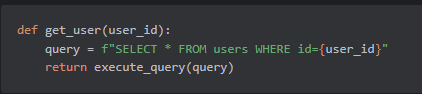 def get_user(user_id):
    query = f"SELECT * FROM users WHERE id={user_id}"
    return execute_query(query)